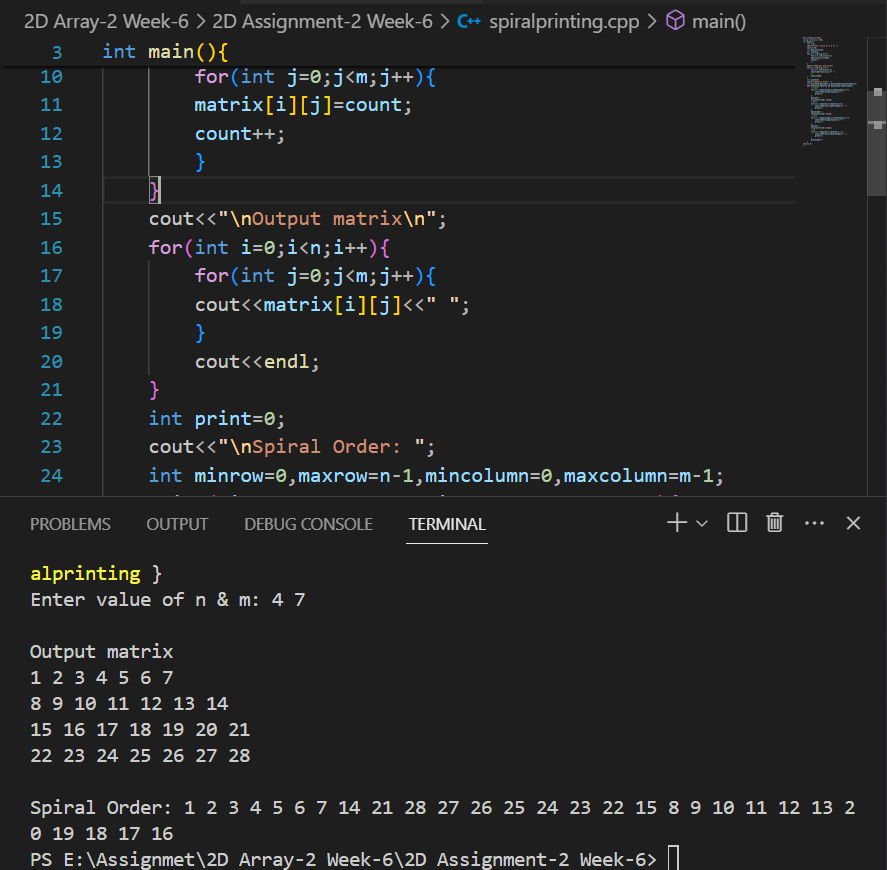 2D Array-2 Week-6 > 2D Assignment-2 Week-6 > C++ spiralprinting.cpp > main()
3 int main(){
10 for(int j=0;j<m;j++){
11 matrix[i][j]=count;
12 count++;
13 }
14 }
15 cout<<"\nOutput matrix\n";
16 for(int i=0;i<n;i++){
17 for(int j=0;j<m;j++){
18 cout<<matrix[i][j]<<" ";
19 }
20 cout<<endl;
21 }
22 int print=0;
23 cout<<"\nSpiral Order: ";
24 int minrow=0,maxrow=n-1,mincolumn=0,maxcolumn=m-1;
PROBLEMS OUTPUT DEBUG CONSOLE TERMINAL
alprinting }
Enter value of n & m: 4 7
Output matrix
1 2 3 4 5 6 7
8 9 10 11 12 13 14
15 16 17 18 19 20 21
22 23 24 25 26 27 28
Spiral Order: 1 2 3 4 5 6 7 14 21 28 27 26 25 24 23 22 15 8 9 10 11 12 13 2
0 19 18 17 16
PS E:\Assignmet\2D Array-2 Week-6\2D Assignment-2 Week-6>